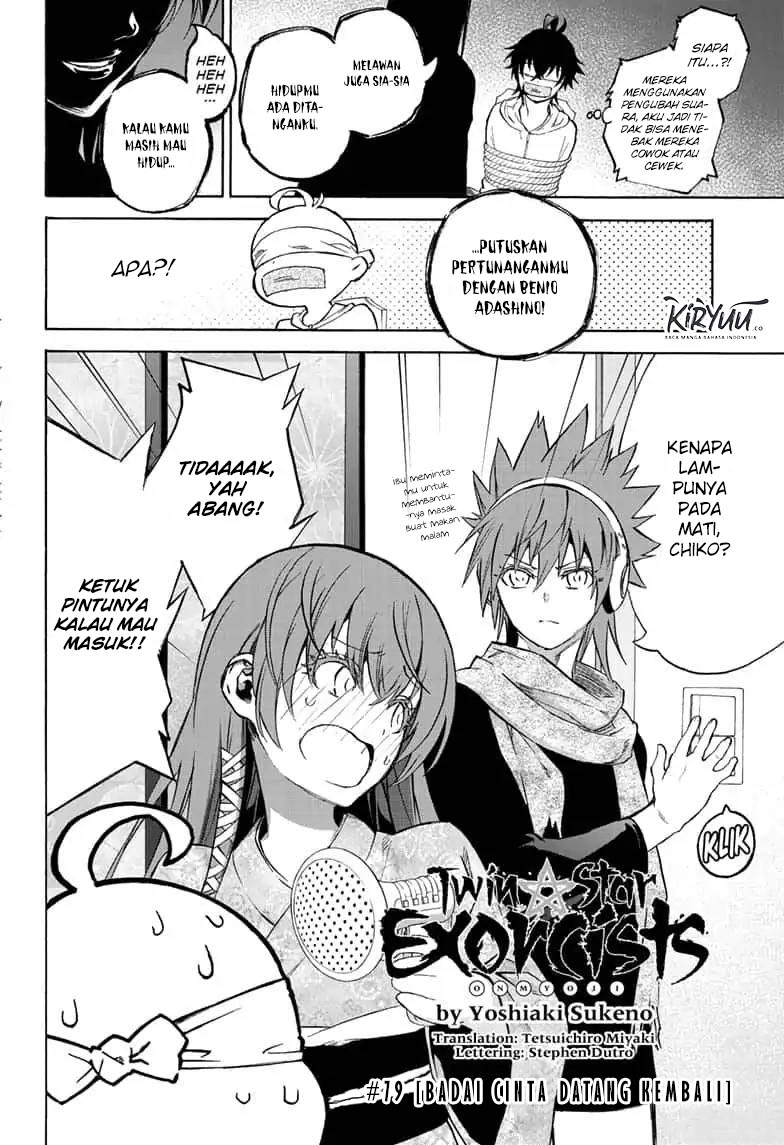 SIAPA
ITU...?!
MEREKA
MENGGUNAKAN
PENGUBAH SUA-
RA, AKU JADI TI-
DAK BISA MENE-
BAK MEREKA
COWOK ATAU
CEWEK.
MELAWAN
JUGA SIA-SIA
HIDUPMU
ADA DITA-
NGANKU.
HEH
HEH
HEH
...
KALAU KAMU
MASIH MAU
HIDUP...
...PUTUSKAN
PERTUNANGANMU
DENGAN BENIO
ADASHINO!
APA?!
KIRYUU.CO
BACA MANGA BAHASA INDONESIA
KENAPA
LAM-
PUNYA
PADA
MATI,
CHIKO?
Ibu meminta-
mu untuk
membantu-
-nya masak
buat makan
malam
TIDAAAAK,
YAH
ABANG!
KETUK
PINTUNYA
KALAU MAU
MASUK!!
KLIK
Twin Star
EXORCISTS
ONMYOJI
by Yoshiaki Sukeno
Translation: Tetsuichiro Miyaki
Lettering: Stephen Dutro
#79 [BADAI CINTA DATANG KEMBALI]